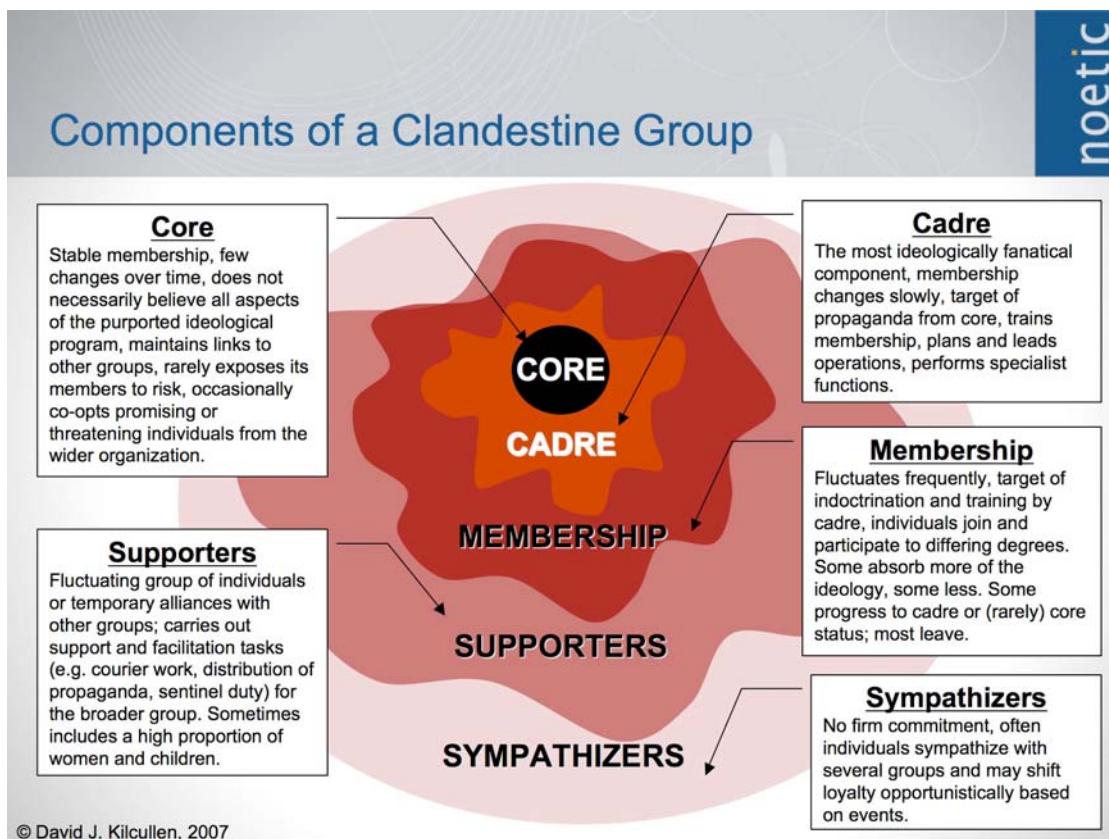 noetic
Components of a Clandestine Group
Core
Stable membership, few
changes over time, does not
necessarily believe all aspects
of the purported ideological
program, maintains links to
other groups, rarely exposes its
members to risk, occasionally
co-opts promising or
threatening individuals from the
wider organization.
Cadre
The most ideologically fanatical
component, membership
changes slowly, target of
propaganda from core, trains
membership, plans and leads
operations, performs specialist
functions.
CORE
CADRE
MEMBERSHIP
SUPPORTERS
SYMPATHIZERS
Membership
Fluctuates frequently, target of
indoctrination and training by
cadre, individuals join and
participate to differing degrees.
Some absorb more of the
ideology, some less. Some
progress to cadre or (rarely) core
status; most leave.
Supporters
Fluctuating group of individuals
or temporary alliances with
other groups; carries out
support and facilitation tasks
(e.g. courier work, distribution of
propaganda, sentinel duty) for
the broader group. Sometimes
includes a high proportion of
women and children.
Sympathizers
No firm commitment, often
individuals sympathize with
several groups and may shift
loyalty opportunistically based
on events.
© David J. Kilcullen, 2007